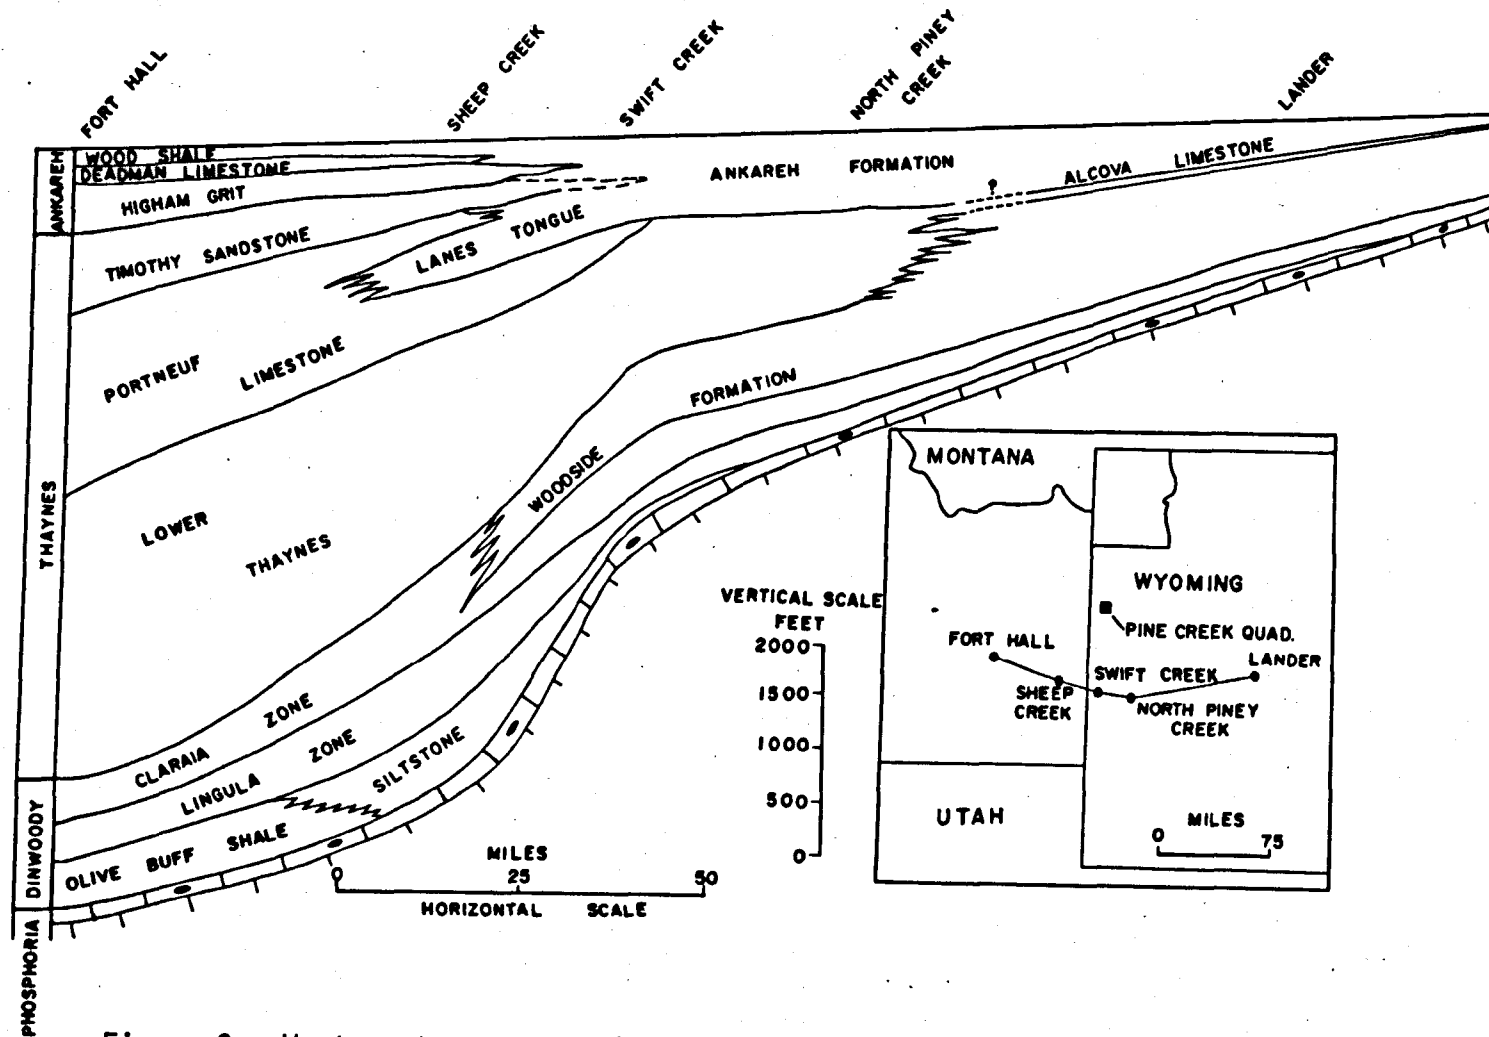 FORT HALL
SHEEP CREEK
SWIFT CREEK
NORTH PINEY
CREEK
LANDER
ANKAREH
WOOD SHALE
DEADMAN LIMESTONE
HIGHAM GRIT
TIMOTHY SANDSTONE
LANES TONGUE
ANKAREH FORMATION
?
ALCOVA LIMESTONE
THAYNES
PORTNEUF LIMESTONE
LOWER THAYNES
WOODSIDE FORMATION
DINWOODY
CLARAIA ZONE
LINGULA ZONE
SILTSTONE
OLIVE BUFF SHALE
PHOSPHORIA
MILES
0 25 50
HORIZONTAL SCALE
VERTICAL SCALE
FEET
2000
1500
1000
500
0
MONTANA
WYOMING
PINE CREEK QUAD.
FORT HALL
LANDER
SWIFT CREEK
SHEEP
CREEK
NORTH PINEY
CREEK
UTAH
MILES
0 75